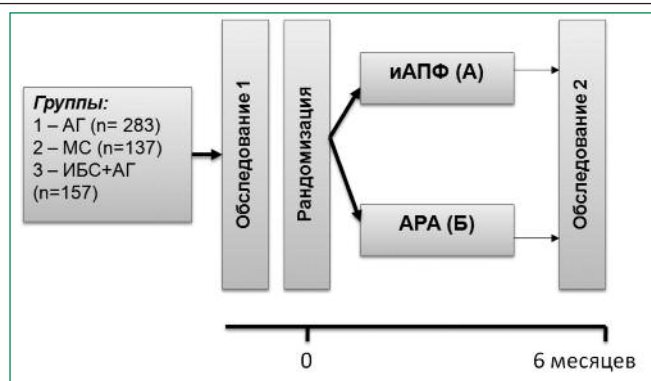 Группы:
1 – АГ (n= 283)
2 – МС (n=137)
3 – ИБС+АГ
(n=157)
Обследование 1
Рандомизация
иАПФ (А)
АРА (Б)
Обследование 2
0
6 месяцев